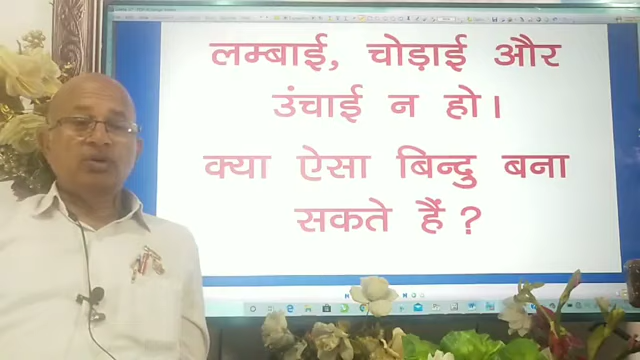 लम्बाई, चोड़ाई और
उंचाई न हो।
क्या ऐसा बिन्दु बना
सकते हैं ?